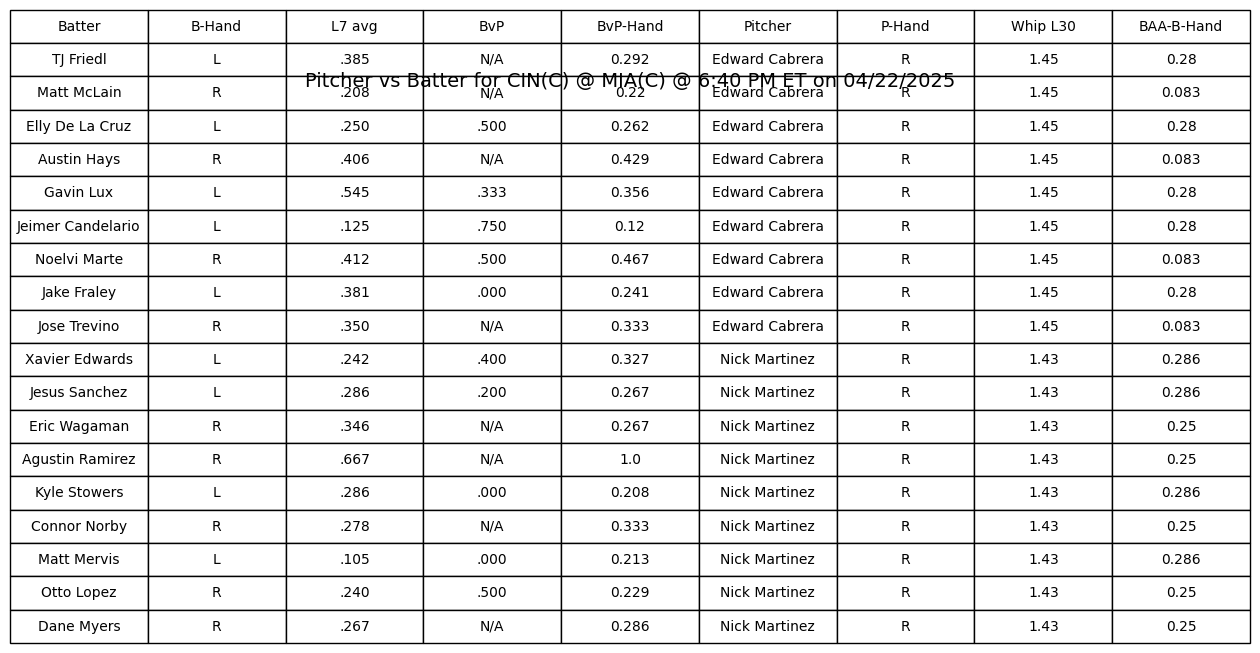 Batter B-Hand L7 avg BvP BvP-Hand Pitcher P-Hand Whip L30 BAA-B-Hand
TJ Friedl L .385 N/A 0.292 Edward Cabrera R 1.45 0.28
Pitcher vs Batter for CIN(C) @ MIA(C) @ 6:40 PM ET on 04/22/2025
Matt McLain R .208 N/A 0.22 Edward Cabrera R 1.45 0.083
Elly De La Cruz L .250 .500 0.262 Edward Cabrera R 1.45 0.28
Austin Hays R .406 N/A 0.429 Edward Cabrera R 1.45 0.083
Gavin Lux L .545 .333 0.356 Edward Cabrera R 1.45 0.28
Jeimer Candelario L .125 .750 0.12 Edward Cabrera R 1.45 0.28
Noelvi Marte R .412 .500 0.467 Edward Cabrera R 1.45 0.083
Jake Fraley L .381 .000 0.241 Edward Cabrera R 1.45 0.28
Jose Trevino R .350 N/A 0.333 Edward Cabrera R 1.45 0.083
Xavier Edwards L .242 .400 0.327 Nick Martinez R 1.43 0.286
Jesus Sanchez L .286 .200 0.267 Nick Martinez R 1.43 0.286
Eric Wagaman R .346 N/A 0.267 Nick Martinez R 1.43 0.25
Agustin Ramirez R .667 N/A 1.0 Nick Martinez R 1.43 0.25
Kyle Stowers L .286 .000 0.208 Nick Martinez R 1.43 0.286
Connor Norby R .278 N/A 0.333 Nick Martinez R 1.43 0.25
Matt Mervis L .105 .000 0.213 Nick Martinez R 1.43 0.286
Otto Lopez R .240 .500 0.229 Nick Martinez R 1.43 0.25
Dane Myers R .267 N/A 0.286 Nick Martinez R 1.43 0.25